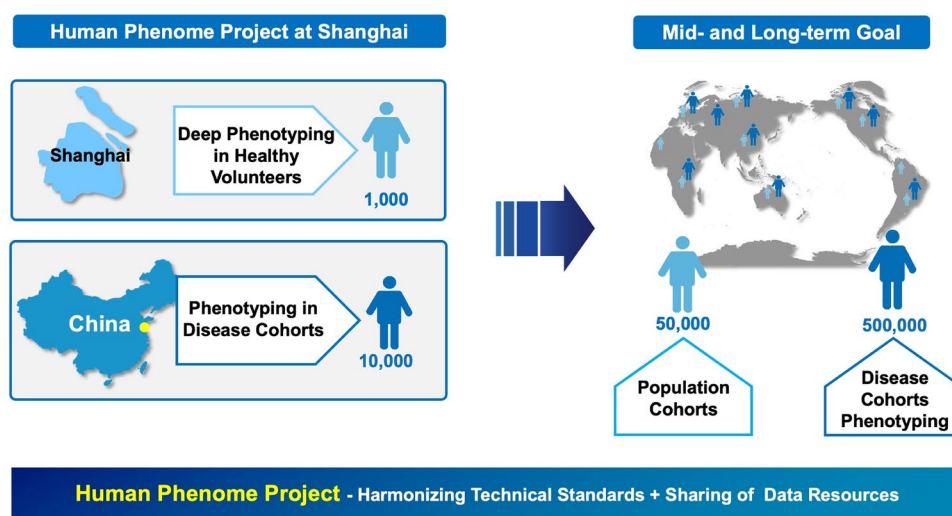 Human Phenome Project at Shanghai
Shanghai
Deep Phenotyping
in Healthy
Volunteers
1,000
China
Phenotyping in
Disease Cohorts
10,000
Mid- and Long-term Goal
50,000
500,000
Population
Cohorts
Disease
Cohorts
Phenotyping
Human Phenome Project - Harmonizing Technical Standards + Sharing of Data Resources